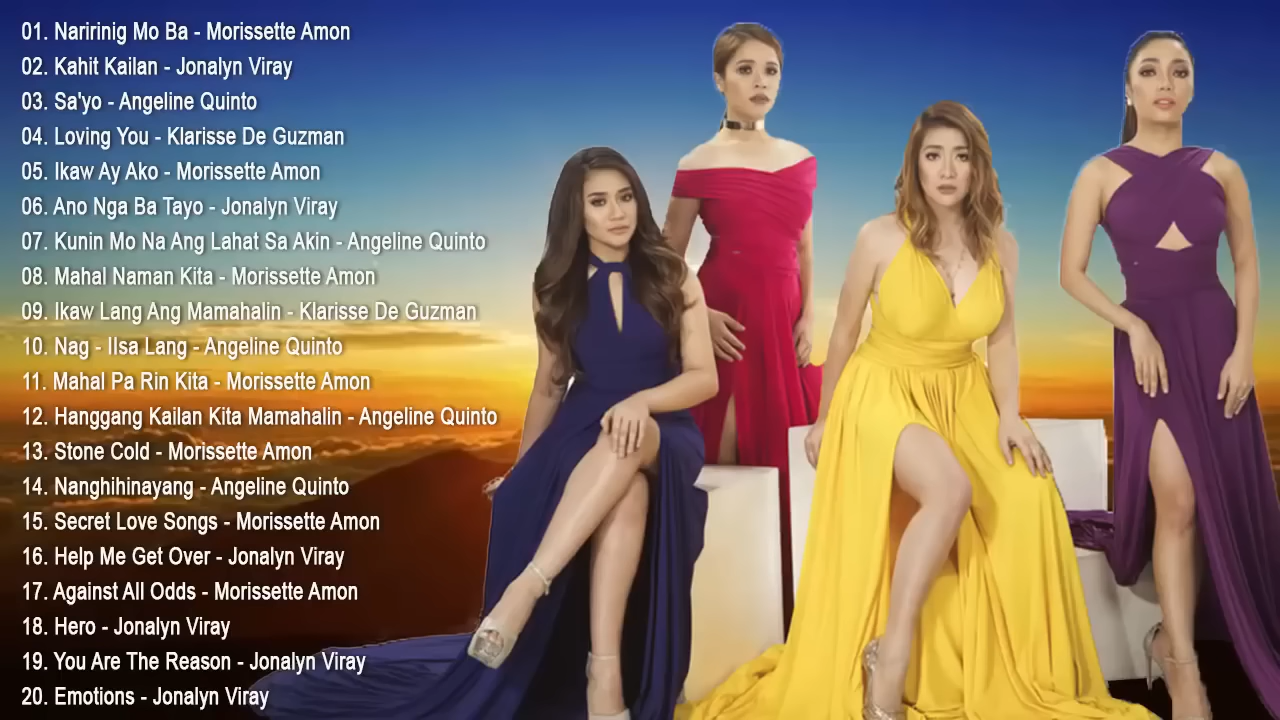 01. Naririnig Mo Ba - Morissette Amon
02. Kahit Kailan - Jonalyn Viray
03. Sa'yo - Angeline Quinto
04. Loving You - Klarisse De Guzman
05. Ikaw Ay Ako - Morissette Amon
06. Ano Nga Ba Tayo - Jonalyn Viray
07. Kunin Mo Na Ang Lahat Sa Akin - Angeline Quinto
08. Mahal Naman Kita - Morissette Amon
09. Ikaw Lang Ang Mamahalin - Klarisse De Guzman
10. Nag - IIsa Lang - Angeline Quinto
11. Mahal Pa Rin Kita - Morissette Amon
12. Hanggang Kailan Kita Mamahalin - Angeline Quinto
13. Stone Cold - Morissette Amon
14. Nanghihinayang - Angeline Quinto
15. Secret Love Songs - Morissette Amon
16. Help Me Get Over - Jonalyn Viray
17. Against All Odds - Morissette Amon
18. Hero - Jonalyn Viray
19. You Are The Reason - Jonalyn Viray
20. Emotions - Jonalyn Viray